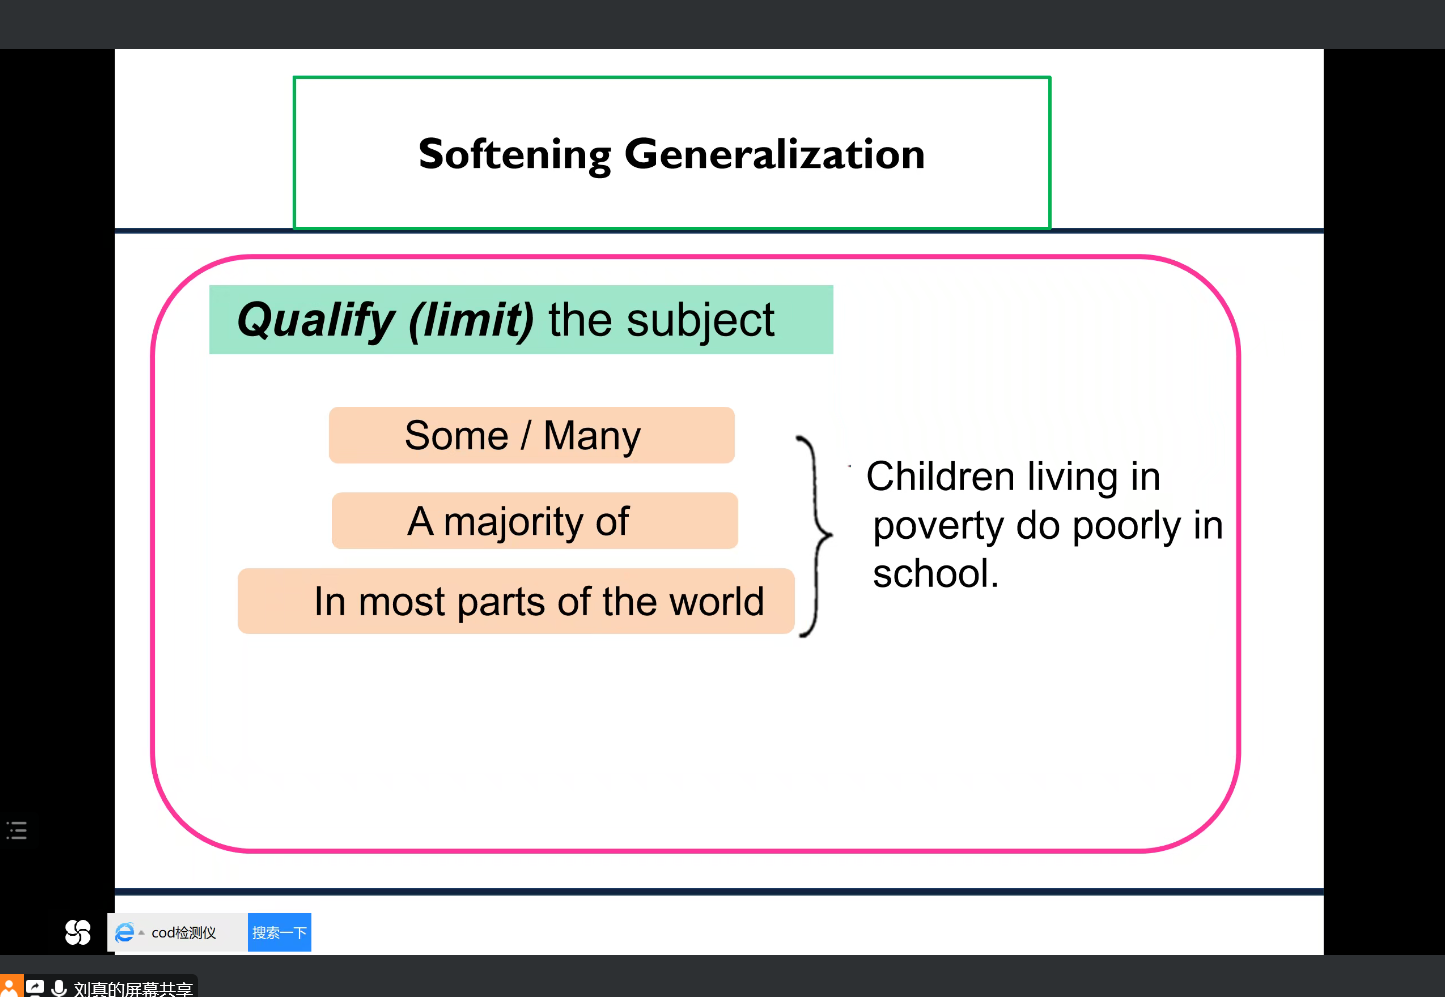 Softening Generalization
Qualify (limit) the subject
Some / Many
A majority of
In most parts of the world
Children living in
poverty do poorly in
school.
cod检测仪
搜索一下
刘真的屏幕共享